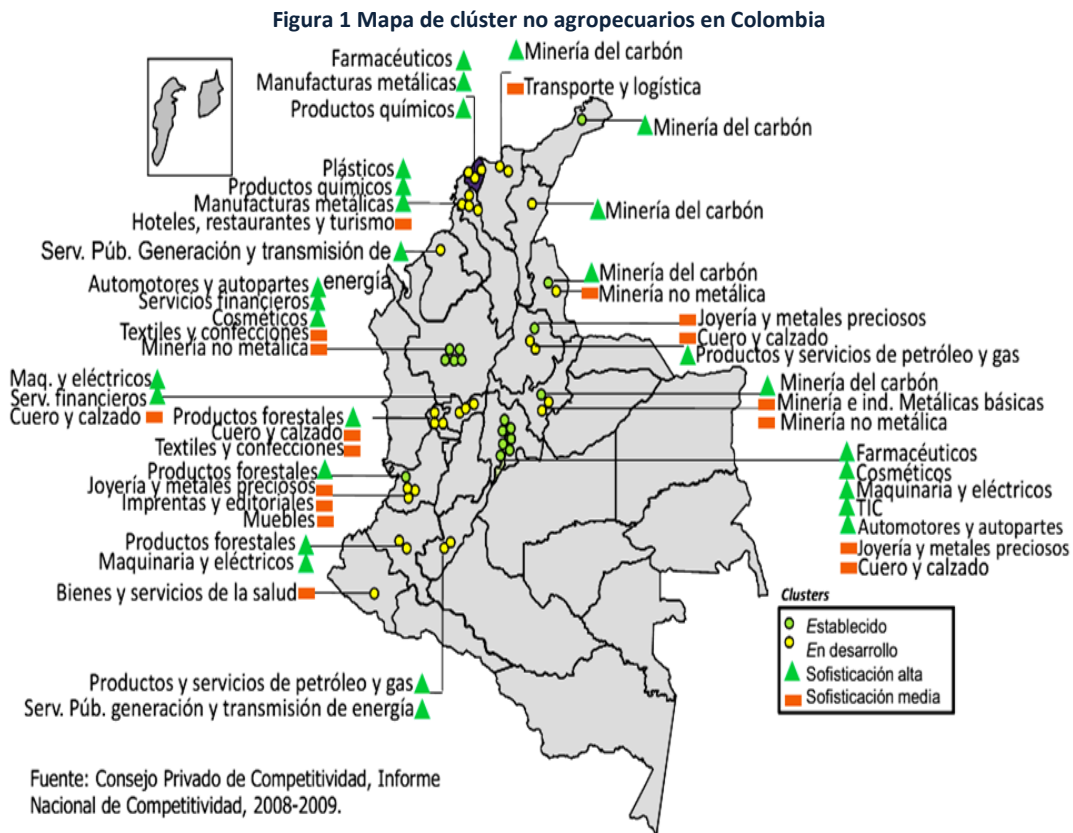 Figura 1 Mapa de clúster no agropecuarios en Colombia
Farmacéuticos
Manufacturas metálicas
Productos químicos
Minería del carbón
Transporte y logística
Minería del carbón
Plásticos
Productos químicos
Manufacturas metálicas
Hoteles, restaurantes y turismo
Minería del carbón
Serv. Púb. Generación y transmisión de
energía
Automotores y autopartes
Servicios financieros
Cosméticos
Textiles y confecciones
Minería no metálica
Minería del carbón
Minería no metálica
Joyería y metales preciosos
Cuero y calzado
Productos y servicios de petróleo y gas
Maq. y eléctricos
Serv. financieros
Cuero y calzado
Productos forestales
Cuero y calzado
Textiles y confecciones
Minería del carbón
Minería e ind. Metálicas básicas
Minería no metálica
Productos forestales
Joyería y metales preciosos
Imprentas y editoriales
Muebles
Farmacéuticos
Cosméticos
Maquinaria y eléctricos
TIC
Automotores y autopartes
Joyería y metales preciosos
Cuero y calzado
Productos forestales
Maquinaria y eléctricos
Bienes y servicios de la salud
Productos y servicios de petróleo y gas
Serv. Púb. generación y transmisión de energía
Clusters
Establecido
En desarrollo
Sofisticación alta
Sofisticación media
Fuente: Consejo Privado de Competitividad, Informe
Nacional de Competitividad, 2008-2009.